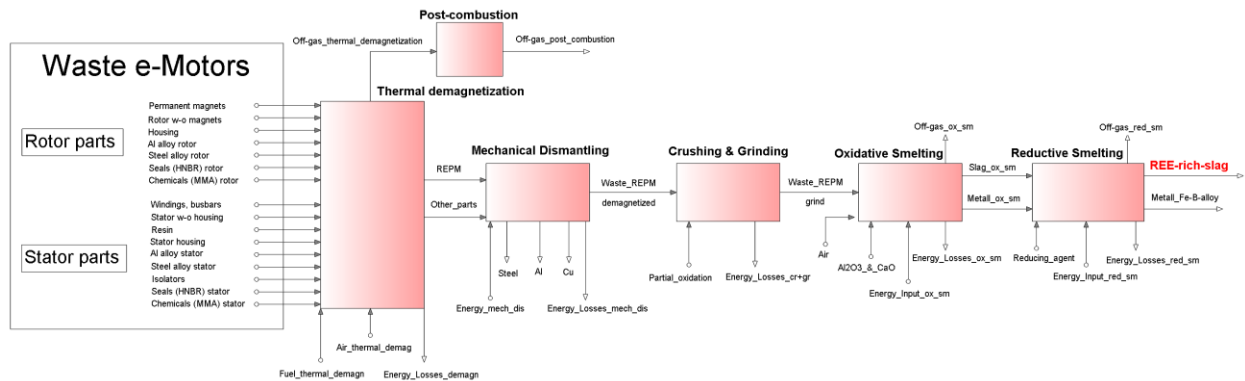 Post-combustion
Off-gas_thermal_demagnetization
Off-gas_post_combustion
Waste e-Motors
Thermal demagnetization
Rotor parts
Permanent magnets
Rotor w-o magnets
Housing
Al alloy rotor
Steel alloy rotor
Seals (HNBR) rotor
Chemicals (MMA) rotor
Stator parts
Windings, busbars
Stator w-o housing
Resin
Stator housing
Al alloy stator
Steel alloy stator
Isolators
Seals (HNBR) stator
Chemicals (MMA) stator
Fuel_thermal_demagn
Air_thermal_demag
Energy_Losses_demagn
REPM
Other_parts
Mechanical Dismantling
Energy_mech_dis
Steel
Al
Cu
Energy_Losses_mech_dis
Waste_REPM
demagnetized
Crushing & Grinding
Partial_oxidation
Energy_Losses_cr+gr
Waste_REPM
grind
Oxidative Smelting
Off-gas_ox_sm
Air
Al2O3_&_CaO
Energy_Input_ox_sm
Energy_Losses_ox_sm
Slag_ox_sm
Metall_ox_sm
Reductive Smelting
Off-gas_red_sm
Reducing_agent
Energy_Input_red_sm
Energy_Losses_red_sm
REE-rich-slag
Metall_Fe-B-alloy